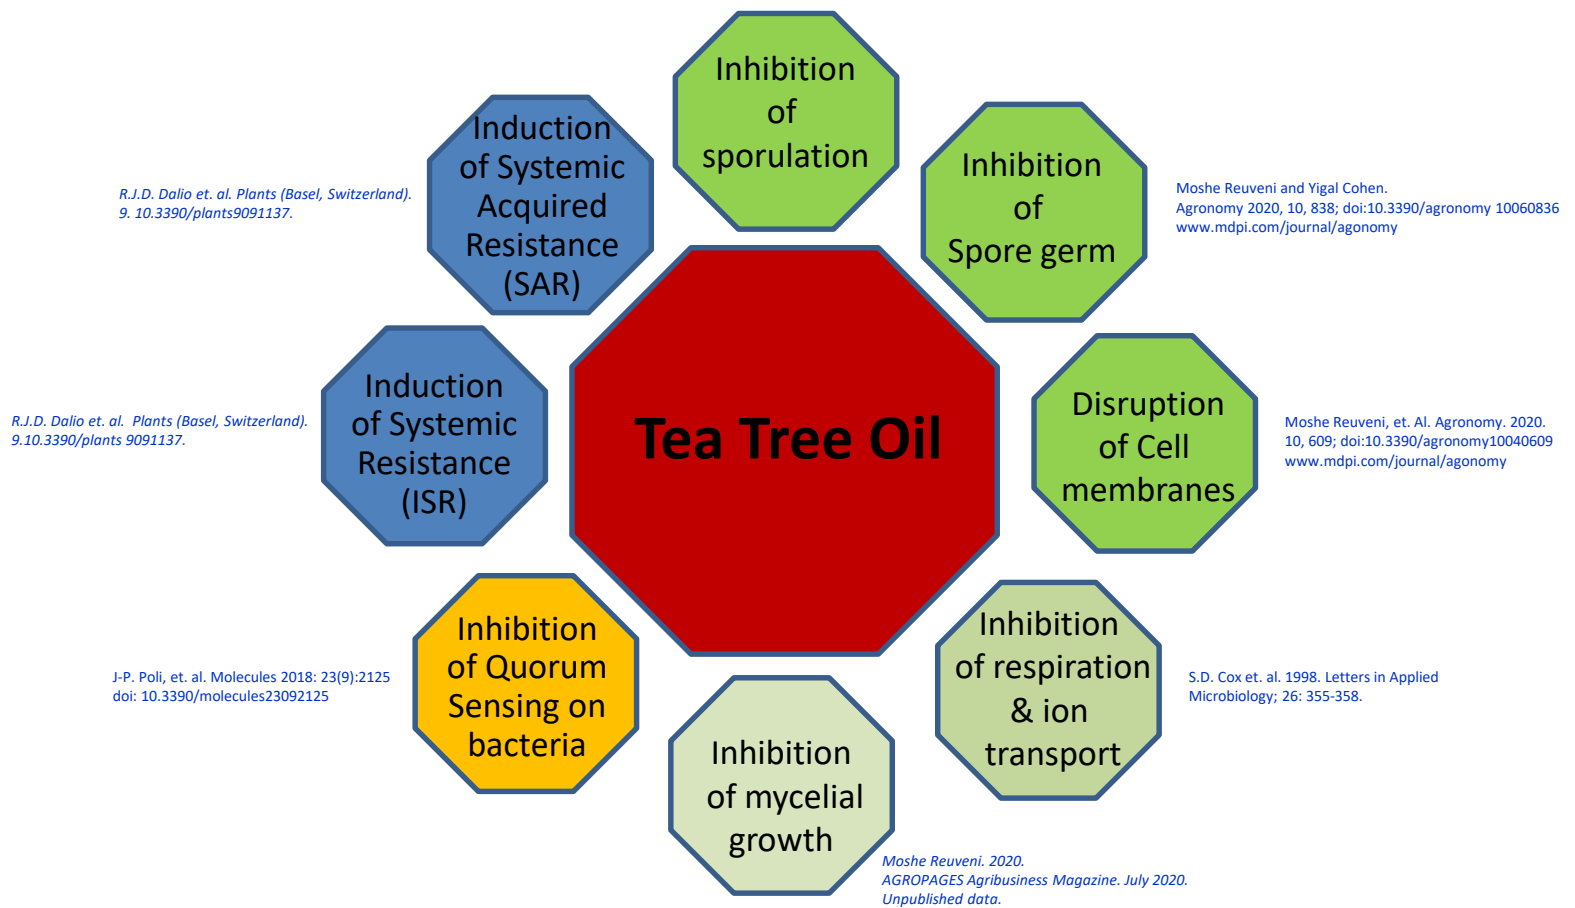 Inhibition
of
sporulation
Induction
of Systemic
Acquired
Resistance
(SAR)
R.J.D. Dalio et. al. Plants (Basel, Switzerland).
9. 10.3390/plants9091137.
Inhibition
of
Spore germ
Moshe Reuveni and Yigal Cohen.
Agronomy 2020, 10, 838; doi:10.3390/agronomy 10060836
www.mdpi.com/journal/agonomy
Tea Tree Oil
Induction
of Systemic
Resistance
(ISR)
R.J.D. Dalio et. al.  Plants (Basel, Switzerland).
9.10.3390/plants 9091137.
Disruption
of Cell
membranes
Moshe Reuveni, et. Al. Agronomy. 2020.
10, 609; doi:10.3390/agronomy10040609
www.mdpi.com/journal/agonomy
Inhibition
of Quorum
Sensing on
bacteria
J-P. Poli, et. al. Molecules 2018: 23(9):2125
doi: 10.3390/molecules23092125
Inhibition
of respiration
& ion
transport
S.D. Cox et. al. 1998. Letters in Applied
Microbiology; 26: 355-358.
Inhibition
of mycelial
growth
Moshe Reuveni. 2020.
AGROPAGES Agribusiness Magazine. July 2020.
Unpublished data.